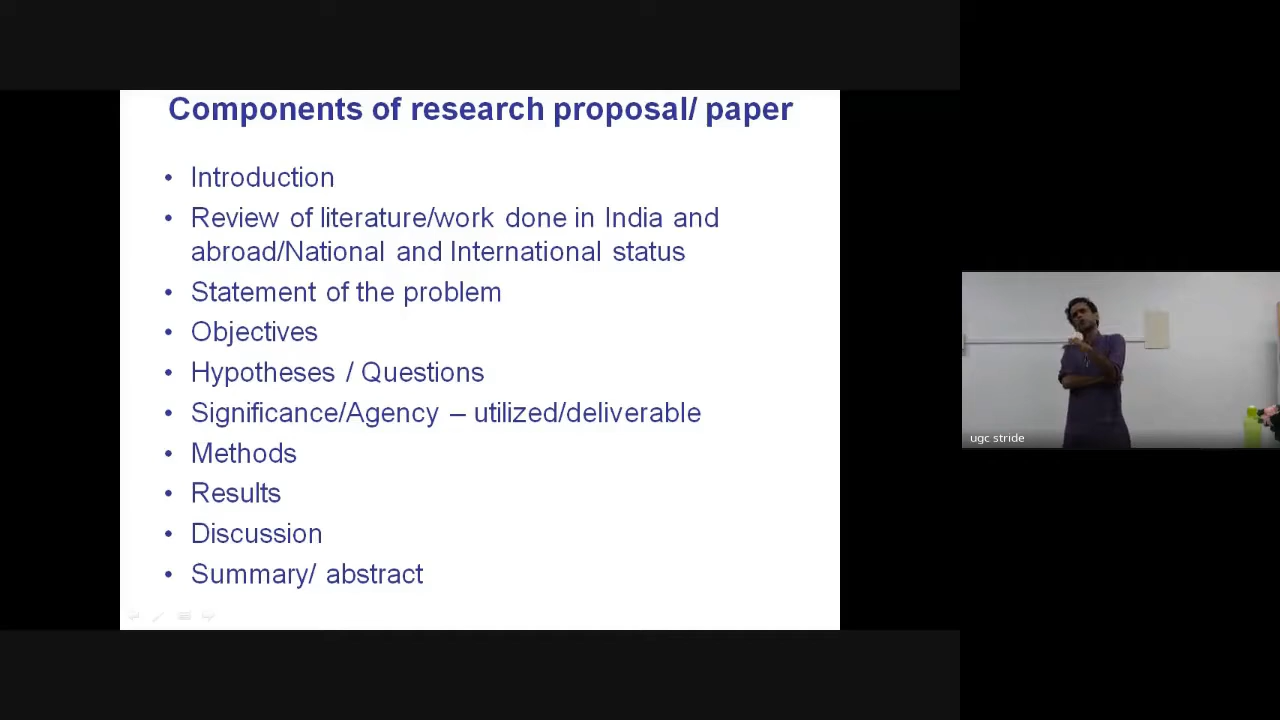 Components of research proposal/ paper
• Introduction
• Review of literature/work done in India and
abroad/National and International status
• Statement of the problem
• Objectives
• Hypotheses / Questions
• Significance/Agency – utilized/deliverable
• Methods
• Results
• Discussion
• Summary/ abstract
ugc stride